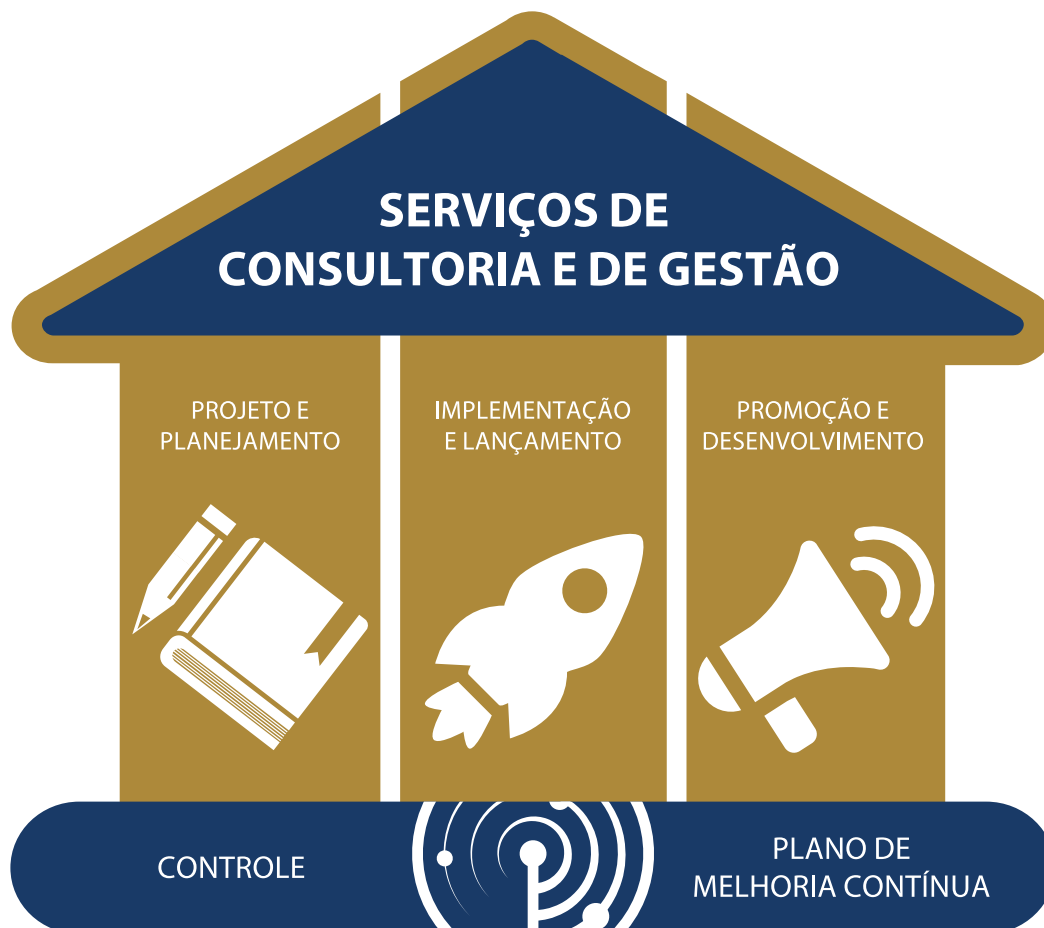 SERVIÇOS DE
CONSULTORIA E DE GESTÃO
PROJETO E
PLANEJAMENTO
IMPLEMENTAÇÃO
E LANÇAMENTO
PROMOÇÃO E
DESENVOLVIMENTO
CONTROLE
PLANO DE
MELHORIA CONTÍNUA